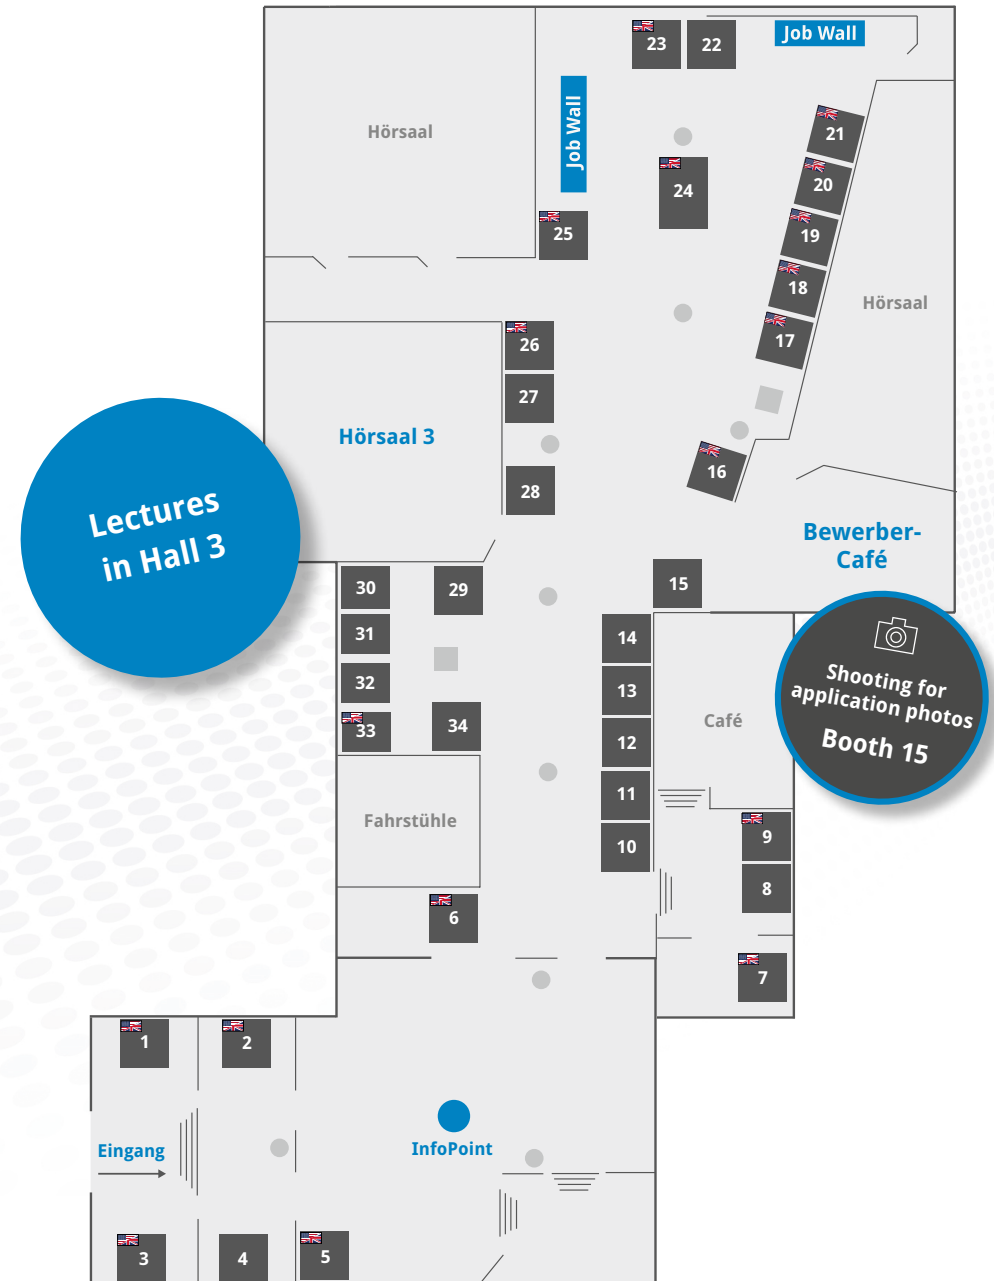 23
22
Job Wall
Job Wall
Hörsaal
21
20
24
19
25
18
Hörsaal
17
26
27
Hörsaal 3
16
28
Lectures
in Hall 3
Bewerber-
Café
30
29
15
31
14
32
13
33
34
12
Café
Shooting for
application photos
Booth 15
11
Fahrstühle
10
9
8
6
7
1
2
Eingang
InfoPoint
3
4
5